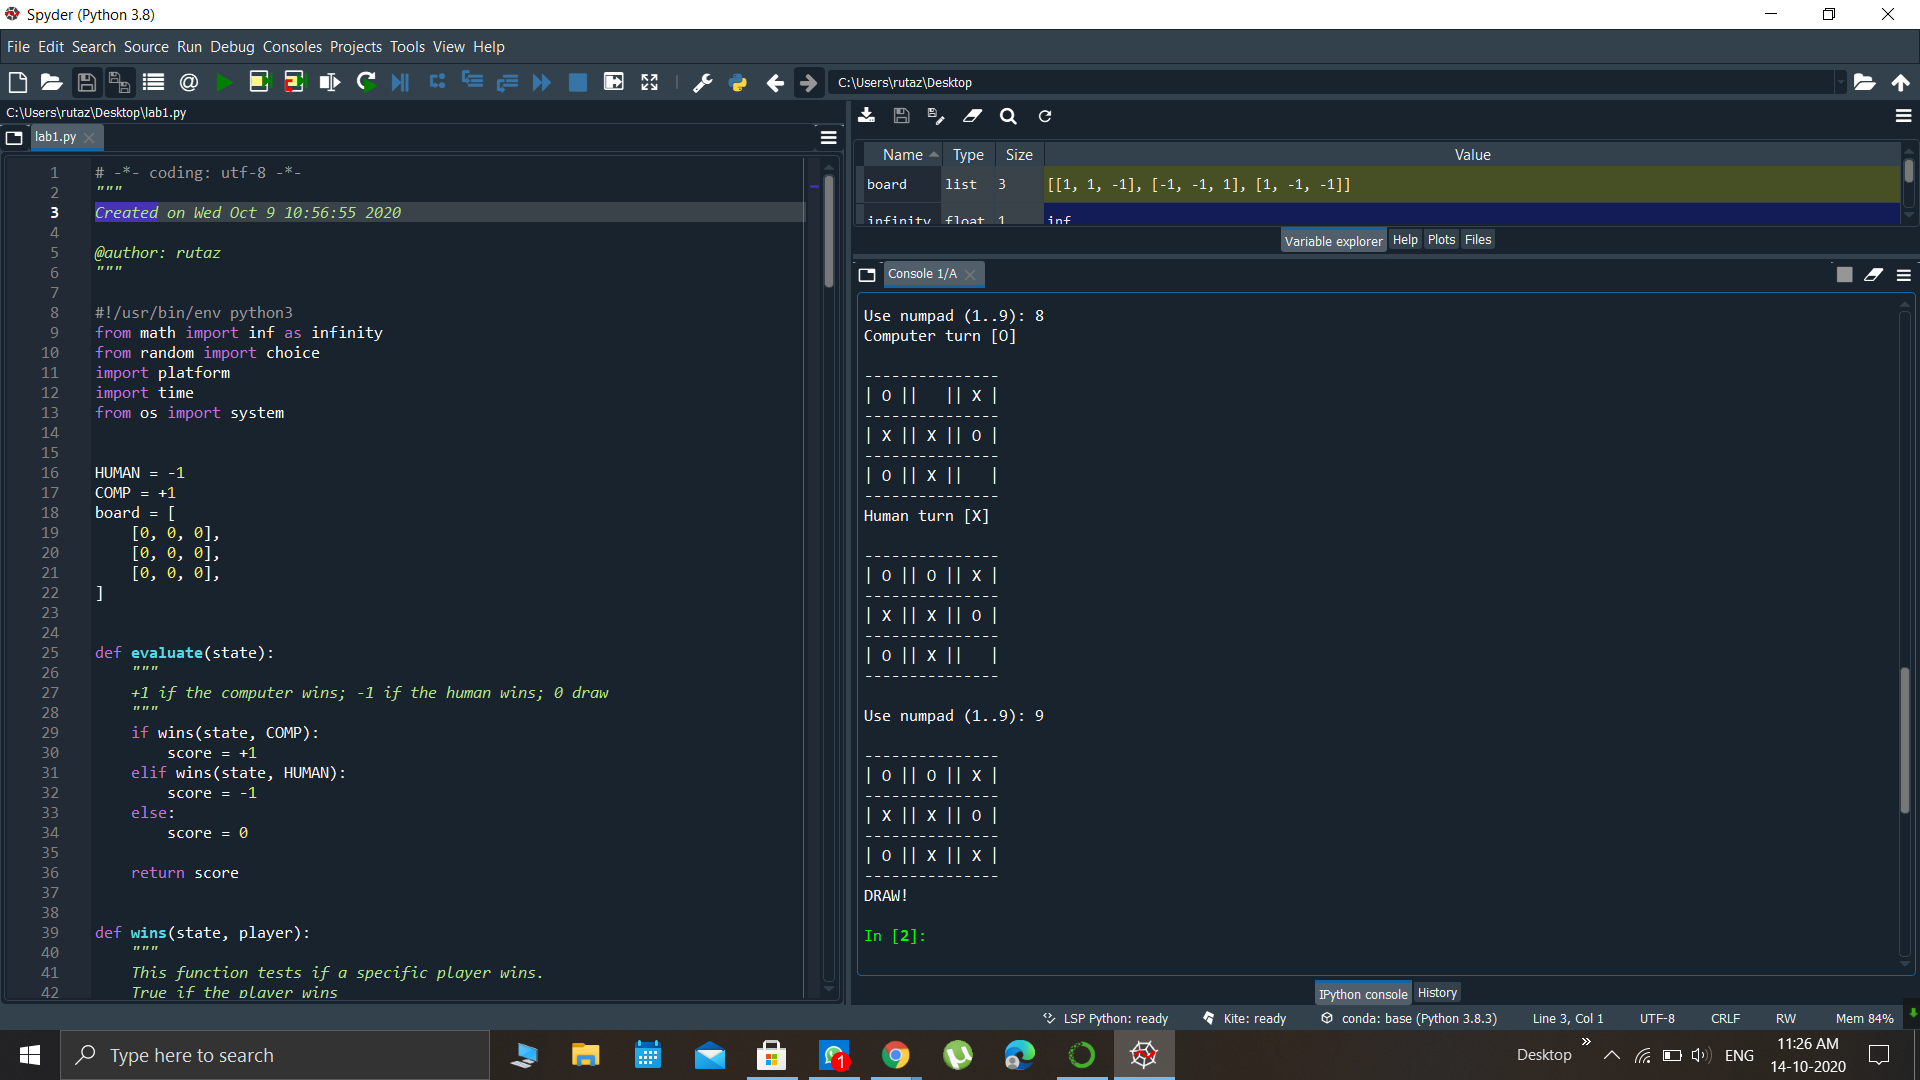 Spyder (Python 3.8)
File Edit Search Source Run Debug Consoles Projects Tools View Help
C:\Users\rutaz\Desktop
C:\Users\rutaz\Desktop\lab1.py
lab1.py
1 # -*- coding: utf-8 -*-
2 """
3 Created on Wed Oct 9 10:56:55 2020
4
5 @author: rutaz
6 """
7
8 #!/usr/bin/env python3
9 from math import inf as infinity
10 from random import choice
11 import platform
12 import time
13 from os import system
14
15
16 HUMAN = -1
17 COMP = +1
18 board = [
19     [0, 0, 0],
20     [0, 0, 0],
21     [0, 0, 0],
22 ]
23
24
25 def evaluate(state):
26     """
27     +1 if the computer wins; -1 if the human wins; 0 draw
28     """
29     if wins(state, COMP):
30         score = +1
31     elif wins(state, HUMAN):
32         score = -1
33     else:
34         score = 0
35
36     return score
37
38
39 def wins(state, player):
40     """
41     This function tests if a specific player wins.
42     True if the player wins
Name Type Size Value
board list 3 [[1, 1, -1], [-1, -1, 1], [1, -1, -1]]
infinity float 1 inf
Variable explorer Help Plots Files
Console 1/A
Use numpad (1..9): 8
Computer turn [O]
---------------
| O ||   || X |
---------------
| X || X || O |
---------------
| O || X ||   |
---------------
Human turn [X]
---------------
| O || O || X |
---------------
| X || X || O |
---------------
| O || X ||   |
---------------
Use numpad (1..9): 9
---------------
| O || O || X |
---------------
| X || X || O |
---------------
| O || X || X |
---------------
DRAW!
In [2]:
IPython console History
LSP Python: ready Kite: ready conda: base (Python 3.8.3) Line 3, Col 1 UTF-8 CRLF RW Mem 84%
Type here to search
1
Desktop » ENG
11:26 AM
14-10-2020